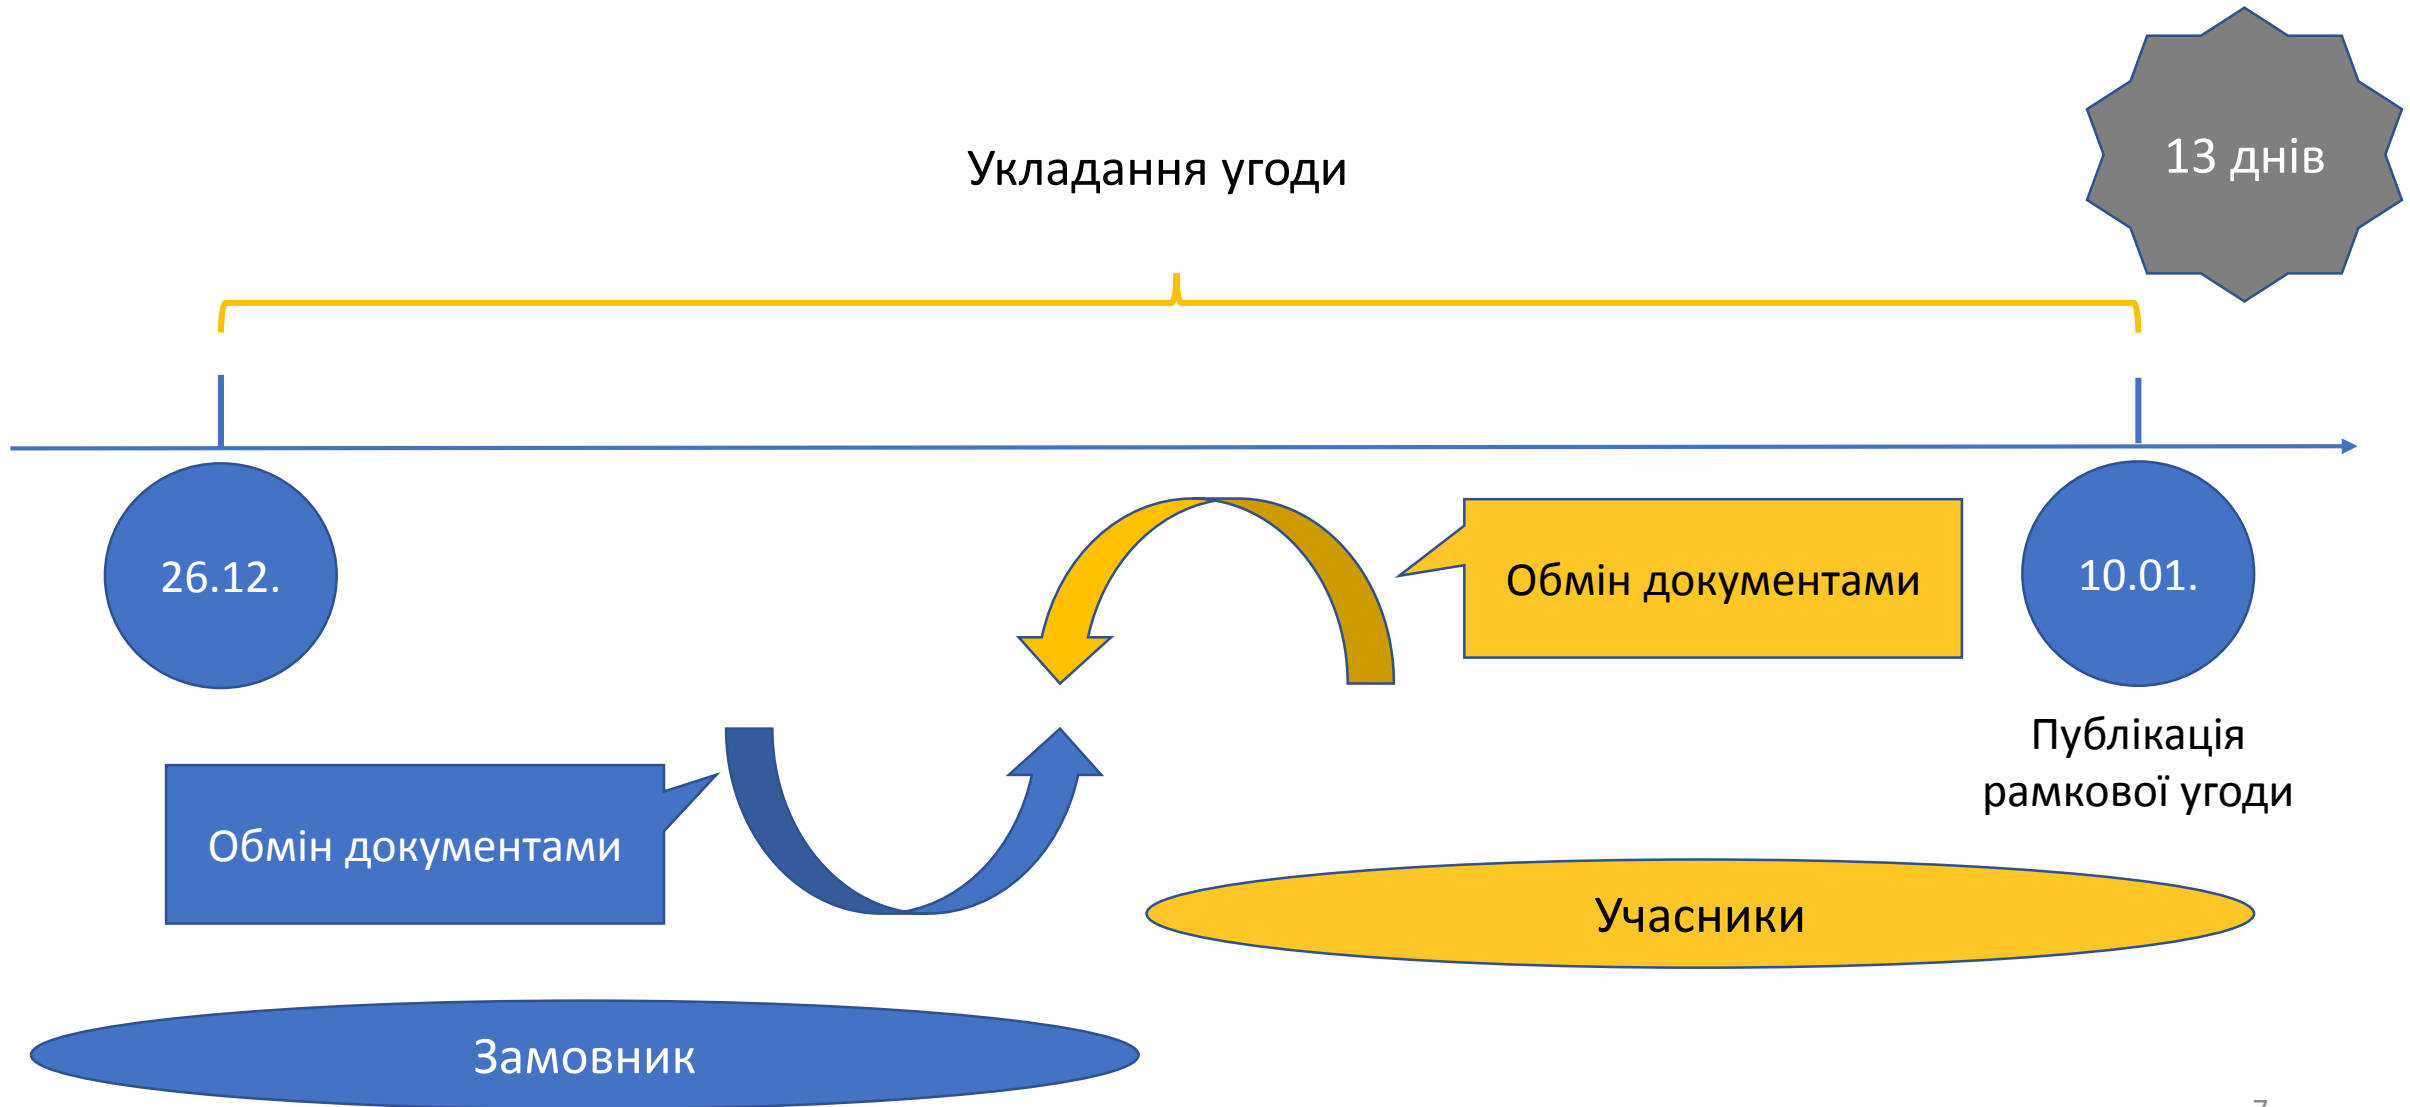 13 днів
Укладання угоди
26.12.
Обмін документами
10.01.
Публікація
рамкової угоди
Обмін документами
Учасники
Замовник